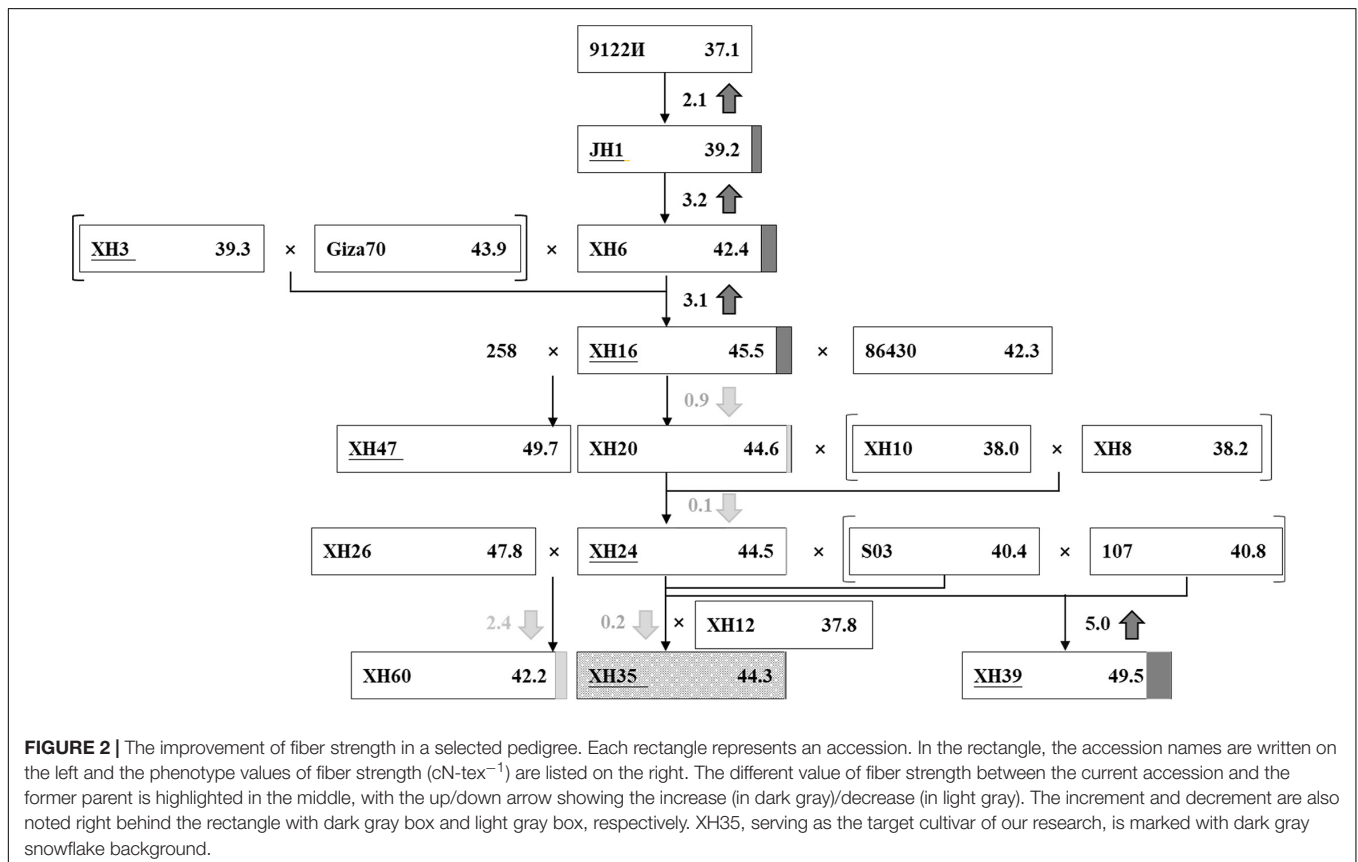 9122И 37.1
2.1
JH1 39.2
3.2
XH3 39.3 × Giza70 43.9 × XH6 42.4
3.1
258 × XH16 45.5 × 86430 42.3
0.9
XH47 49.7 XH20 44.6 × XH10 38.0 × XH8 38.2
0.1
XH26 47.8 × XH24 44.5 × S03 40.4 × 107 40.8
2.4 0.2 × XH12 37.8 5.0
XH60 42.2 XH35 44.3 XH39 49.5
FIGURE 2 | The improvement of fiber strength in a selected pedigree. Each rectangle represents an accession. In the rectangle, the accession names are written on
the left and the phenotype values of fiber strength (cN-tex⁻¹) are listed on the right. The different value of fiber strength between the current accession and the
former parent is highlighted in the middle, with the up/down arrow showing the increase (in dark gray)/decrease (in light gray). The increment and decrement are also
noted right behind the rectangle with dark gray box and light gray box, respectively. XH35, serving as the target cultivar of our research, is marked with dark gray
snowflake background.